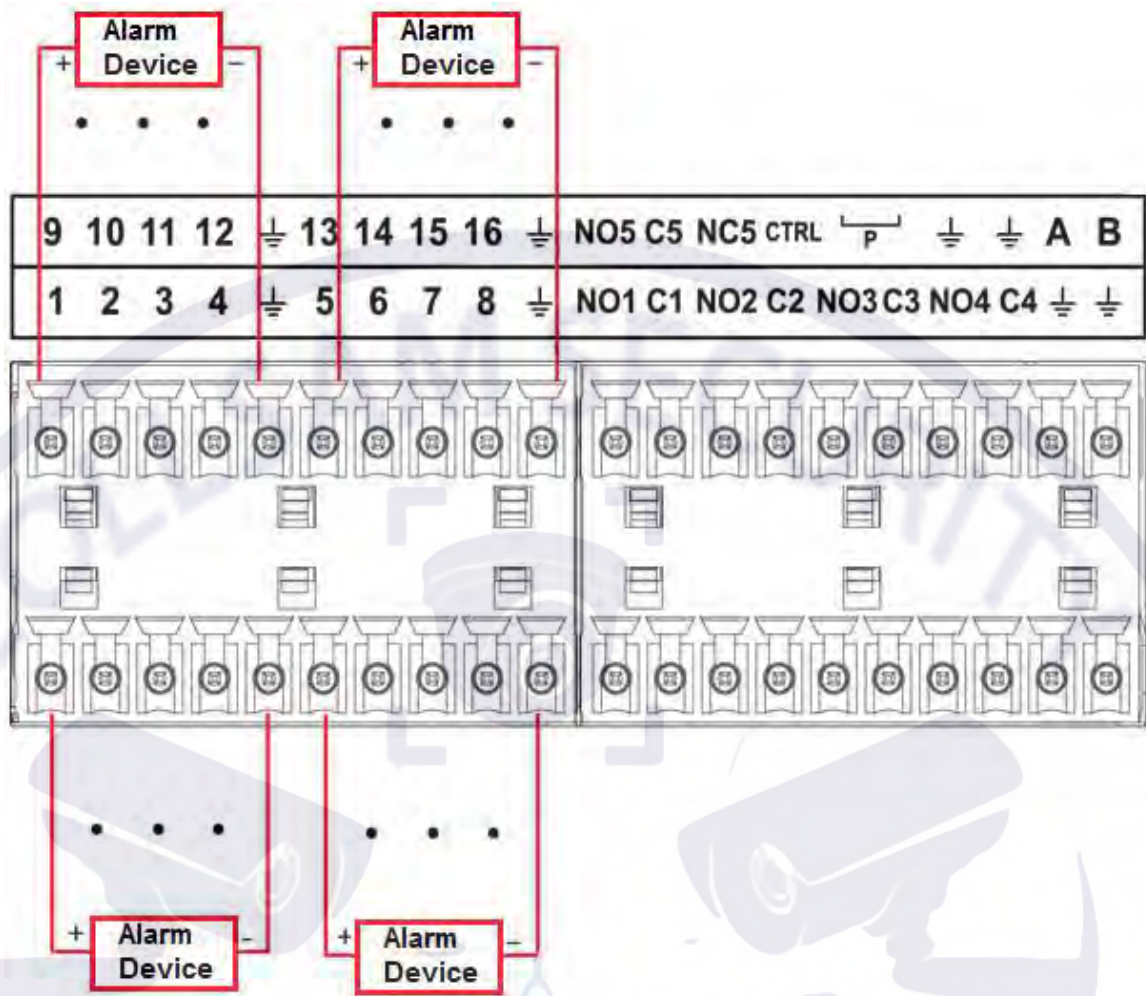 Alarm Alarm
+ Device - + Device -
9 10 11 12 ⏚ 13 14 15 16 ⏚ NO5 C5 NC5 CTRL P ⏚ ⏚ A B
1 2 3 4 ⏚ 5 6 7 8 ⏚ NO1 C1 NO2 C2 NO3 C3 NO4 C4 ⏚ ⏚
+ Alarm - + Alarm -
Device Device